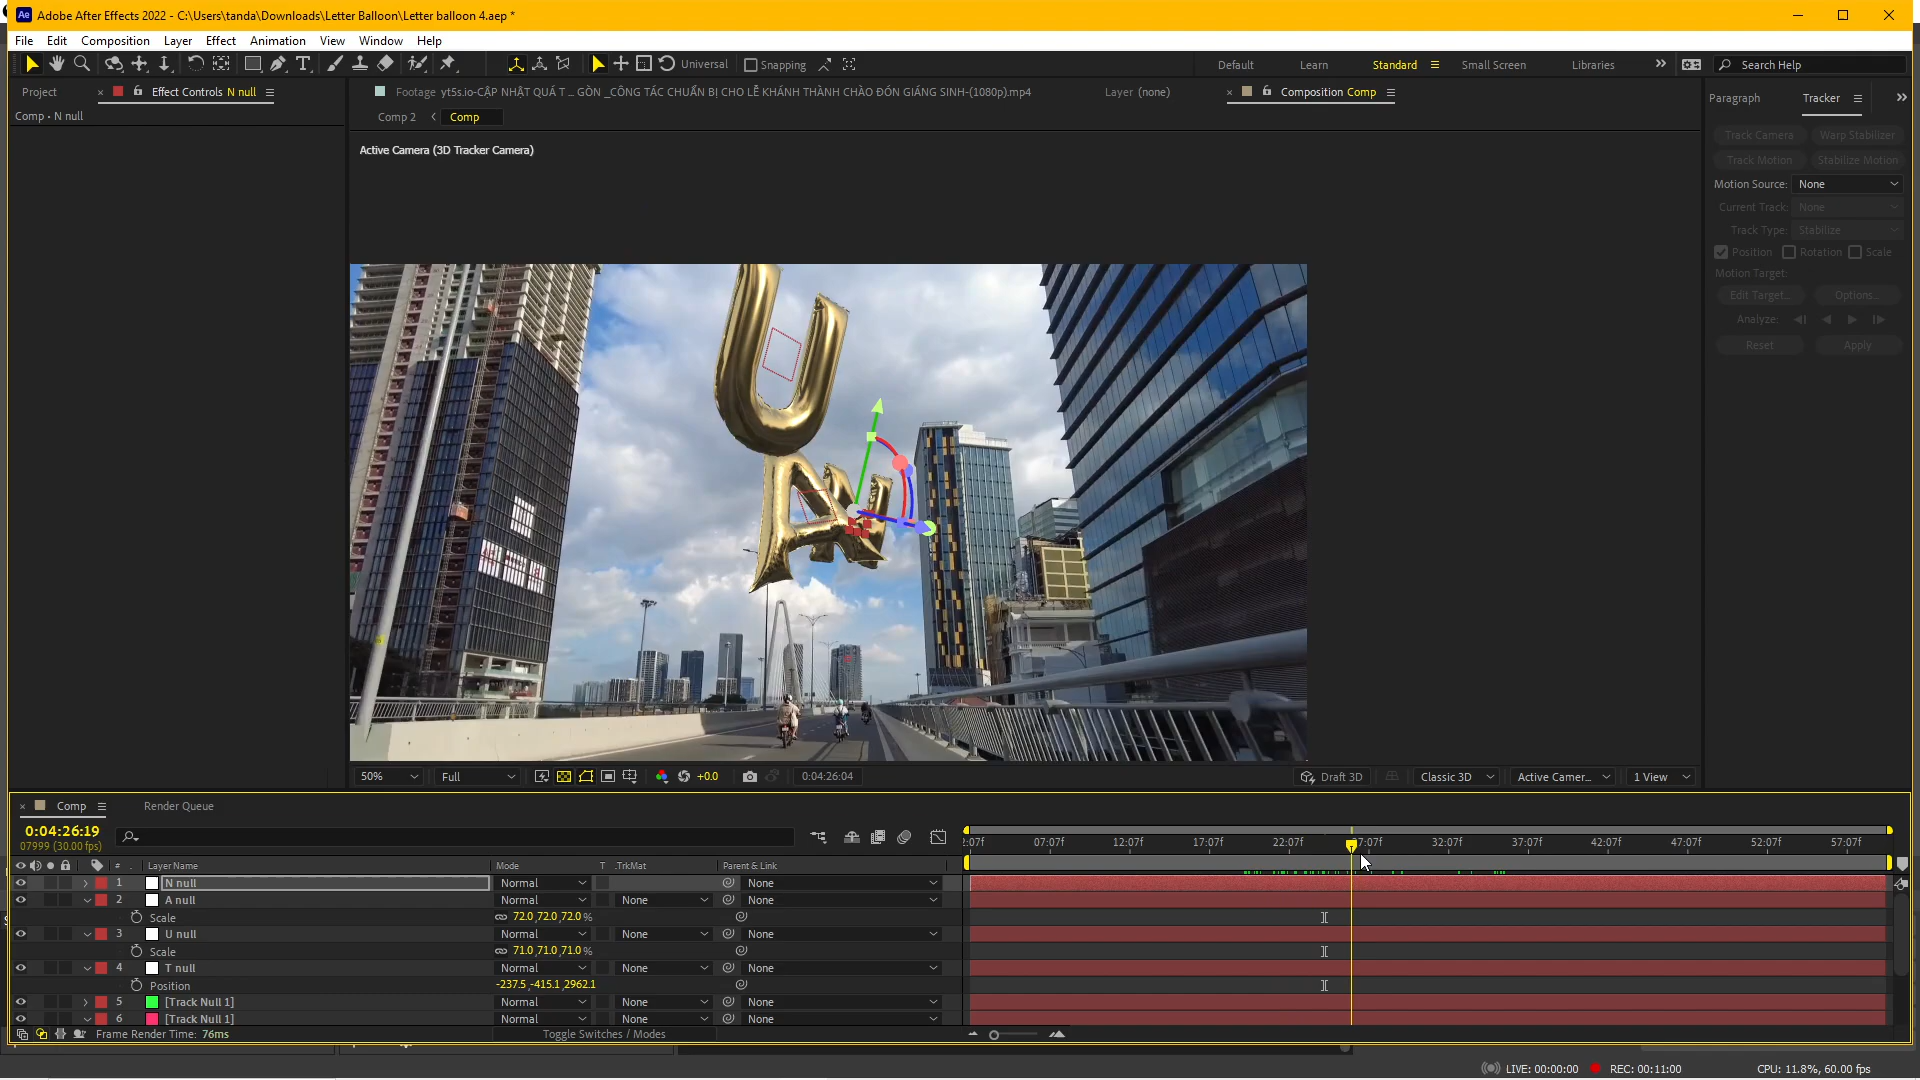 Adobe After Effects 2022 - C:\Users\tanda\Downloads\Letter Balloon\Letter balloon 4.aep *
File Edit Composition Layer Effect Animation View Window Help
Universal Snapping Default Learn Standard Small Screen Libraries Search Help
Project Effect Controls N null Footage yt5s.io-CẬP NHẬT QUÁ T ... GÒN _CÔNG TÁC CHUẨN BỊ CHO LỄ KHÁNH THÀNH CHÀO ĐÓN GIÁNG SINH-(1080p).mp4 Layer (none) Composition Comp Paragraph Tracker
Comp • N null Comp 2 Comp
Active Camera (3D Tracker Camera)
Track Camera Warp Stabilizer
Track Motion Stabilize Motion
Motion Source: None
Current Track: None
Track Type: Stabilize
Position Rotation Scale
Motion Target:
Edit Target... Options...
Analyze:
Reset Apply
U
A N
50% Full +0.0 0:04:26:04 Draft 3D Classic 3D Active Camer... 1 View
Comp Render Queue
0:04:26:19
07999 (30.00 fps)
2:07f 07:07f 12:07f 17:07f 22:07f 27:07f 32:07f 37:07f 42:07f 47:07f 52:07f 57:07f
# Layer Name Mode T .TrkMat Parent & Link
1 N null Normal None
2 A null Normal None None
Scale 72.0,72.0,72.0 %
3 U null Normal None None
Scale 71.0,71.0,71.0 %
4 T null Normal None None
Position -237.5,-415.1,2962.1
5 [Track Null 1] Normal None None
6 [Track Null 1] Normal None None
Frame Render Time: 76ms Toggle Switches / Modes
LIVE: 00:00:00 REC: 00:11:00 CPU: 11.8%, 60.00 fps